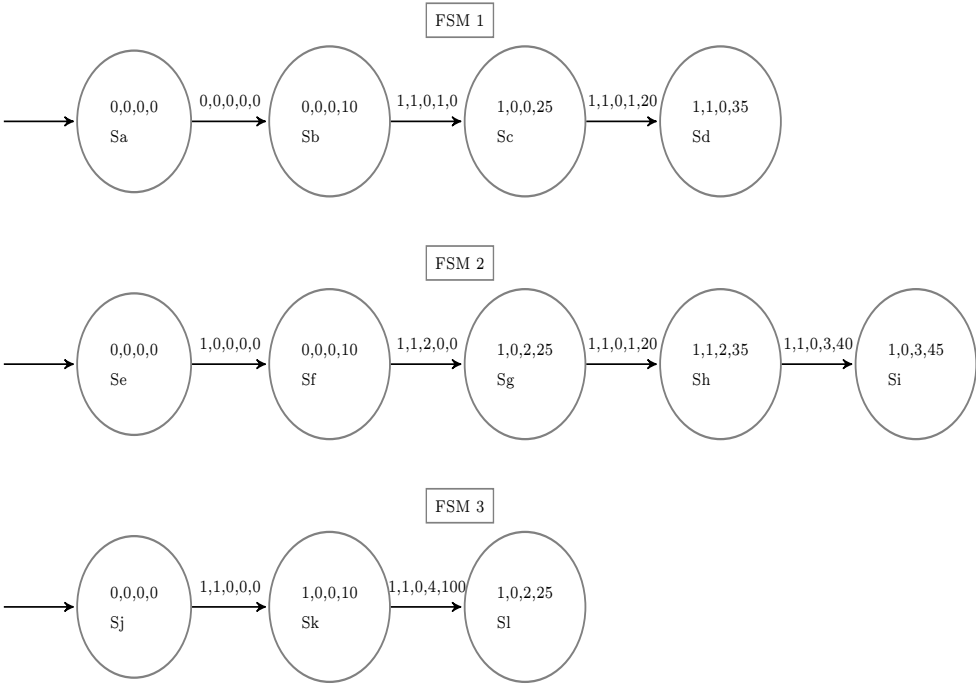 FSM 1
0,0,0,0
Sa
0,0,0,0,0
0,0,0,10
Sb
1,1,0,1,0
1,0,0,25
Sc
1,1,0,1,20
1,1,0,35
Sd
FSM 2
0,0,0,0
Se
1,0,0,0,0
0,0,0,10
Sf
1,1,2,0,0
1,0,2,25
Sg
1,1,0,1,20
1,1,2,35
Sh
1,1,0,3,40
1,0,3,45
Si
FSM 3
0,0,0,0
Sj
1,1,0,0,0
1,0,0,10
Sk
1,1,0,4,100
1,0,2,25
Sl